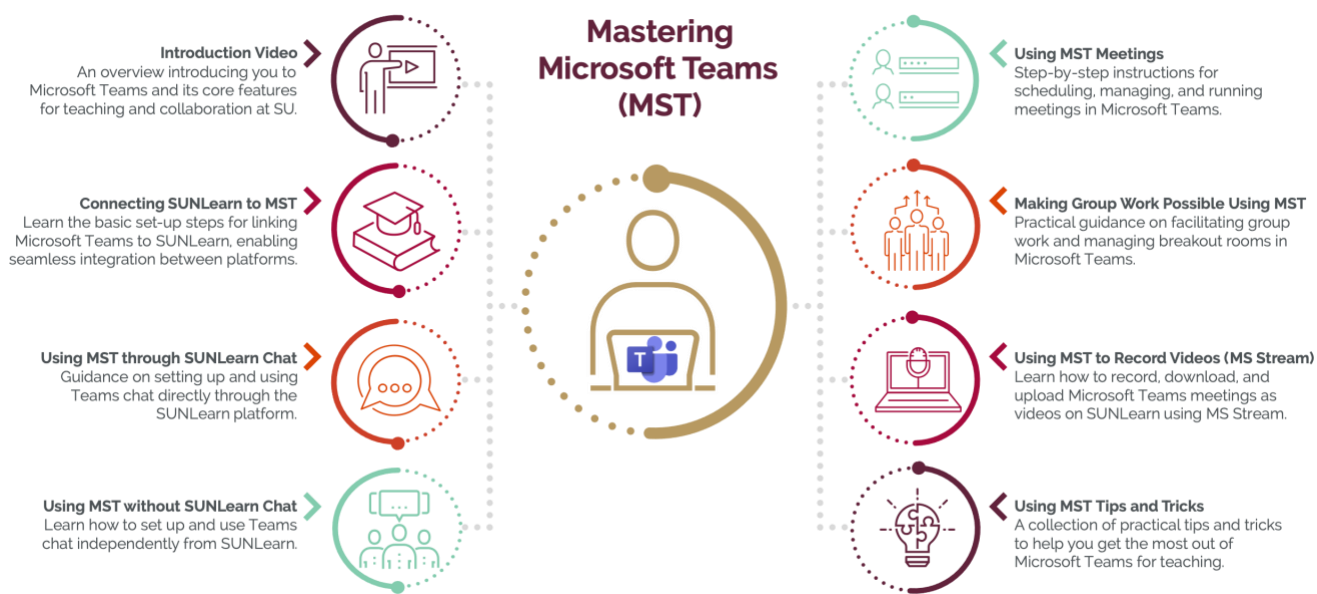 Mastering
Microsoft Teams
(MST)
Introduction Video
An overview introducing you to
Microsoft Teams and its core features
for teaching and collaboration at SU.
Connecting SUNLearn to MST
Learn the basic set-up steps for linking
Microsoft Teams to SUNLearn, enabling
seamless integration between platforms.
Using MST through SUNLearn Chat
Guidance on setting up and using
Teams chat directly through the
SUNLearn platform.
Using MST without SUNLearn Chat
Learn how to set up and use Teams
chat independently from SUNLearn.
T
Using MST Meetings
Step-by-step instructions for
scheduling, managing, and running
meetings in Microsoft Teams.
Making Group Work Possible Using MST
Practical guidance on facilitating group
work and managing breakout rooms in
Microsoft Teams.
Using MST to Record Videos (MS Stream)
Learn how to record, download, and
upload Microsoft Teams meetings as
videos on SUNLearn using MS Stream.
Using MST Tips and Tricks
A collection of practical tips and tricks
to help you get the most out of
Microsoft Teams for teaching.